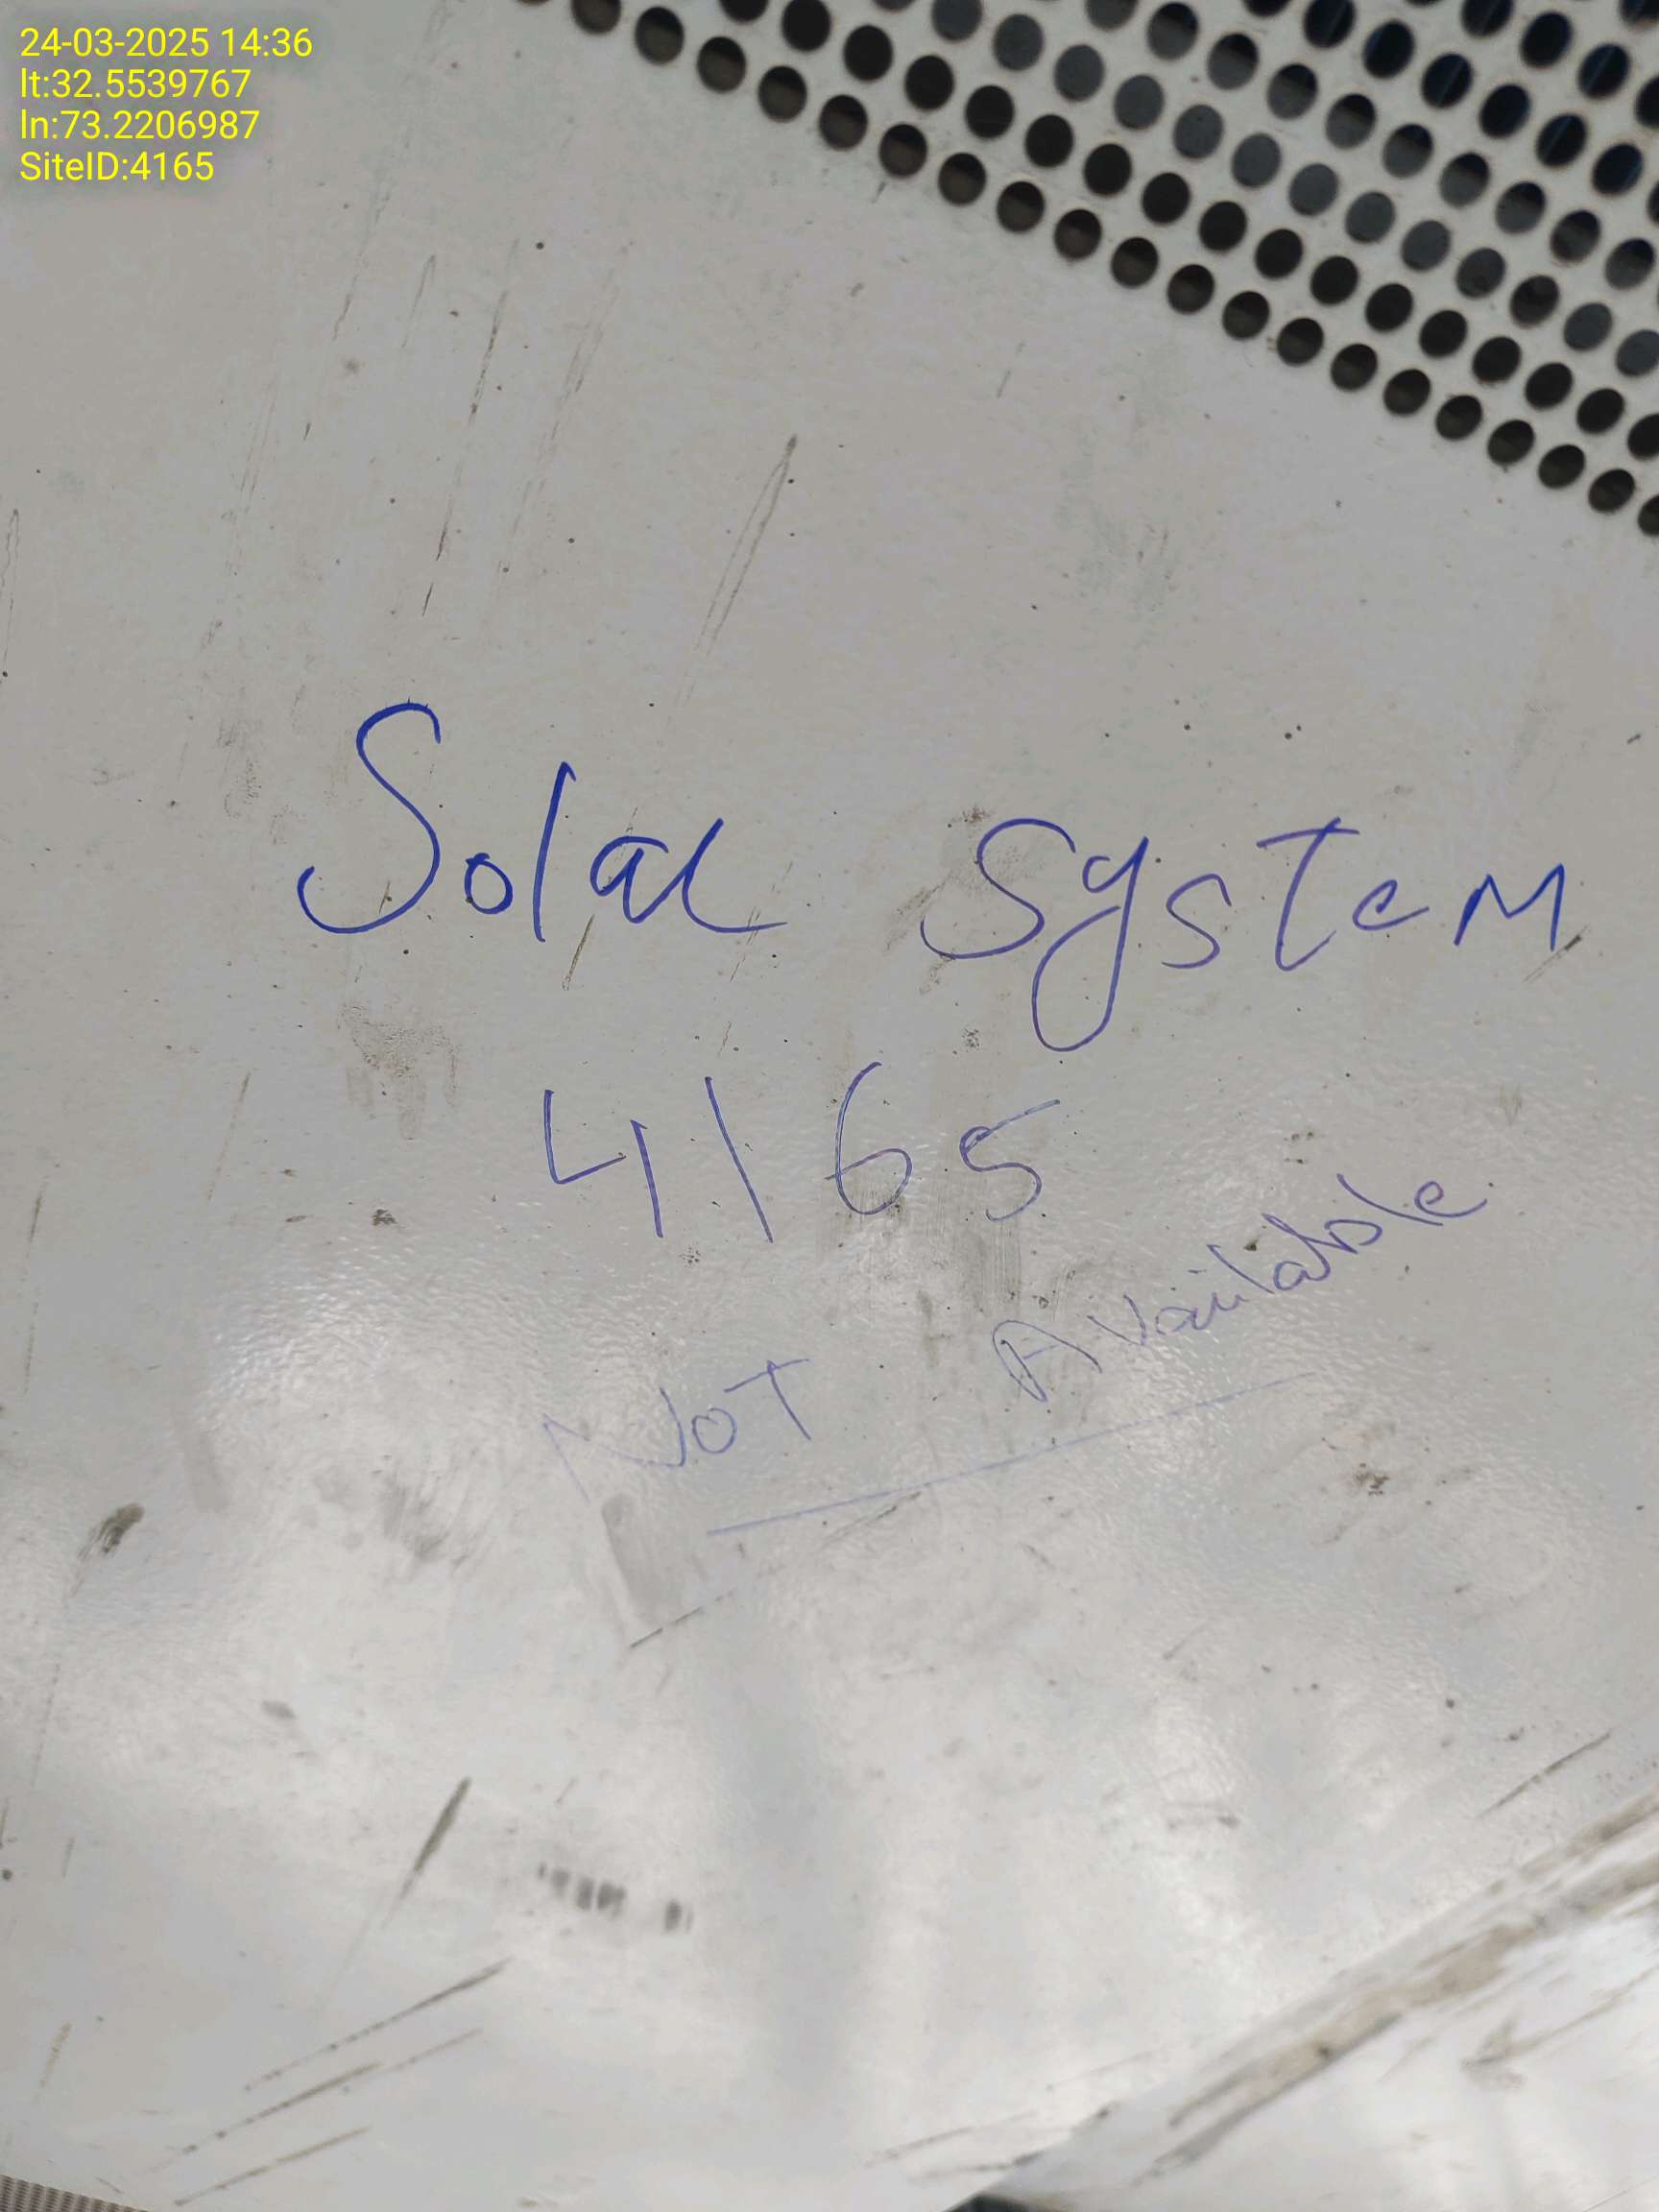 24-03-2025 14:36
lt:32.5539767
ln:73.2206987
SiteID:4165
Solar System
4165
NOT Available